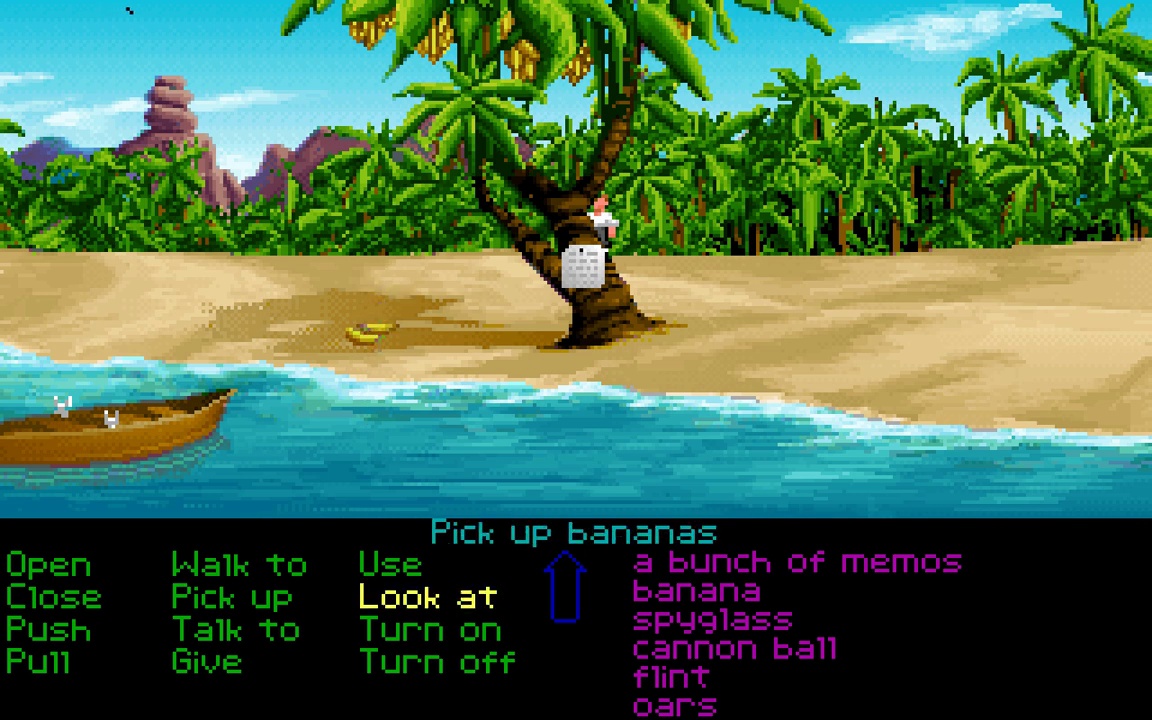 Pick up bananas
Open Walk to Use
Close Pick up Look at
Push Talk to Turn on
Pull Give Turn off
a bunch of memos
banana
spyglass
cannon ball
flint
oars